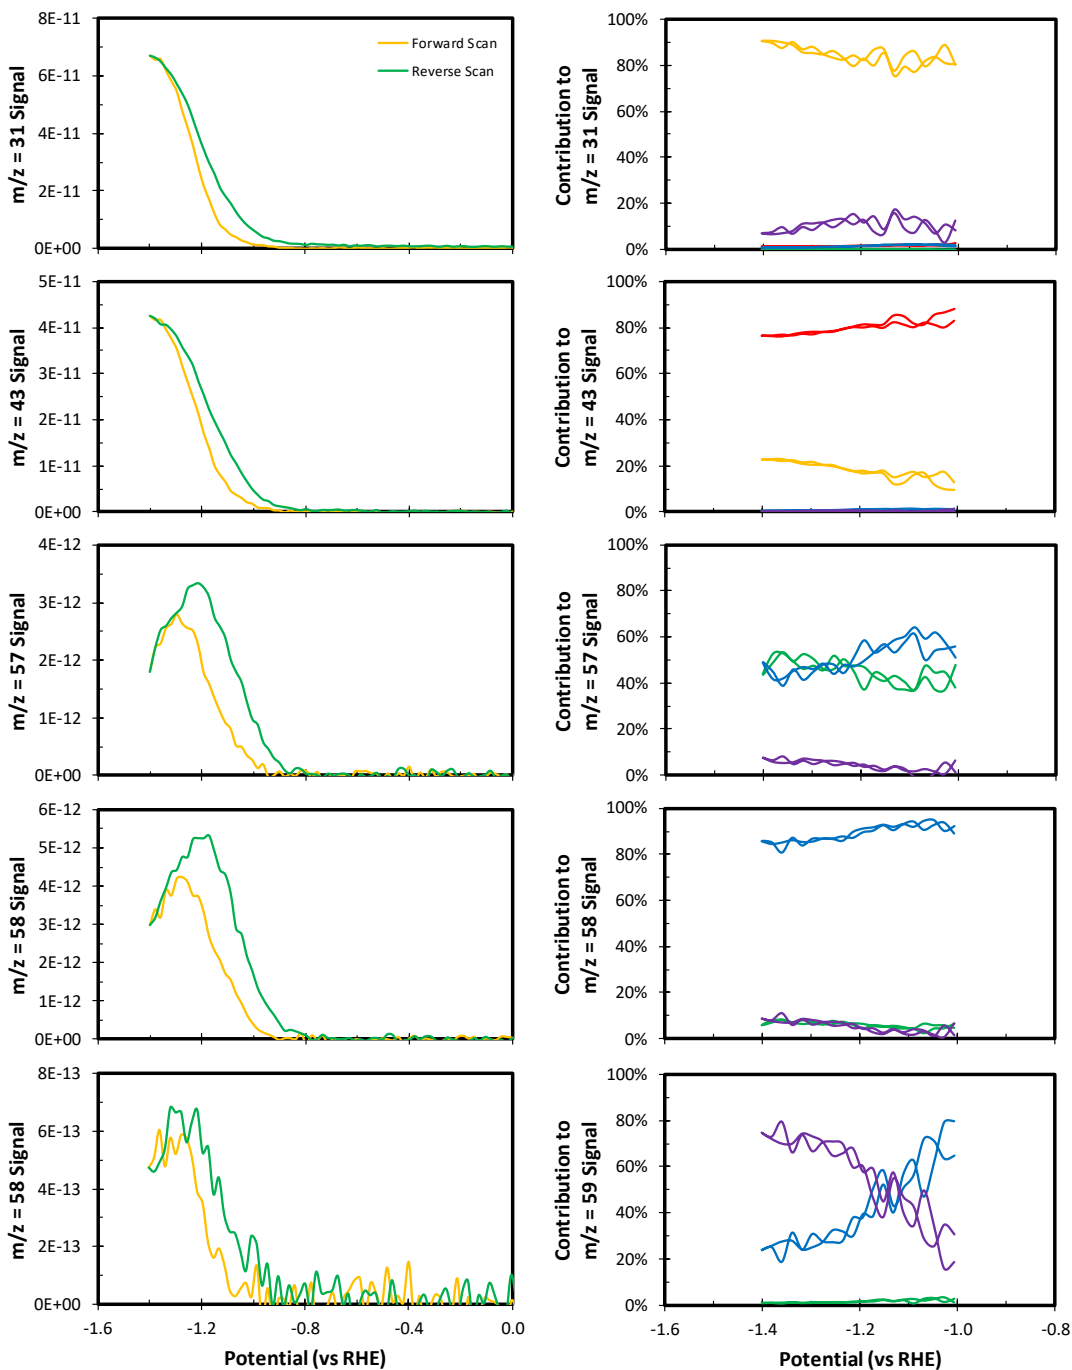 8E-11
6E-11
4E-11
2E-11
0E+00
m/z = 31 Signal
Forward Scan
Reverse Scan
100%
80%
60%
40%
20%
0%
Contribution to
m/z = 31 Signal
5E-11
4E-11
3E-11
2E-11
1E-11
0E+00
m/z = 43 Signal
100%
80%
60%
40%
20%
0%
Contribution to
m/z = 43 Signal
4E-12
3E-12
2E-12
1E-12
0E+00
m/z = 57 Signal
100%
80%
60%
40%
20%
0%
Contribution to
m/z = 57 Signal
6E-12
5E-12
4E-12
3E-12
2E-12
1E-12
0E+00
m/z = 58 Signal
100%
80%
60%
40%
20%
0%
Contribution to
m/z = 58 Signal
8E-13
6E-13
4E-13
2E-13
0E+00
m/z = 58 Signal
-1.6
-1.2
-0.8
-0.4
0.0
Potential (vs RHE)
100%
80%
60%
40%
20%
0%
Contribution to
m/z = 59 Signal
-1.6
-1.4
-1.2
-1.0
-0.8
Potential (vs RHE)